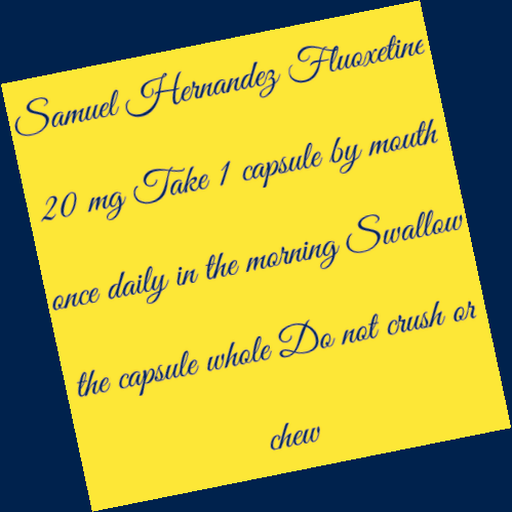 Samuel Hernandez Fluoxetine
20 mg Take 1 capsule by mouth
once daily in the morning Swallow
the capsule whole Do not crush or
chew